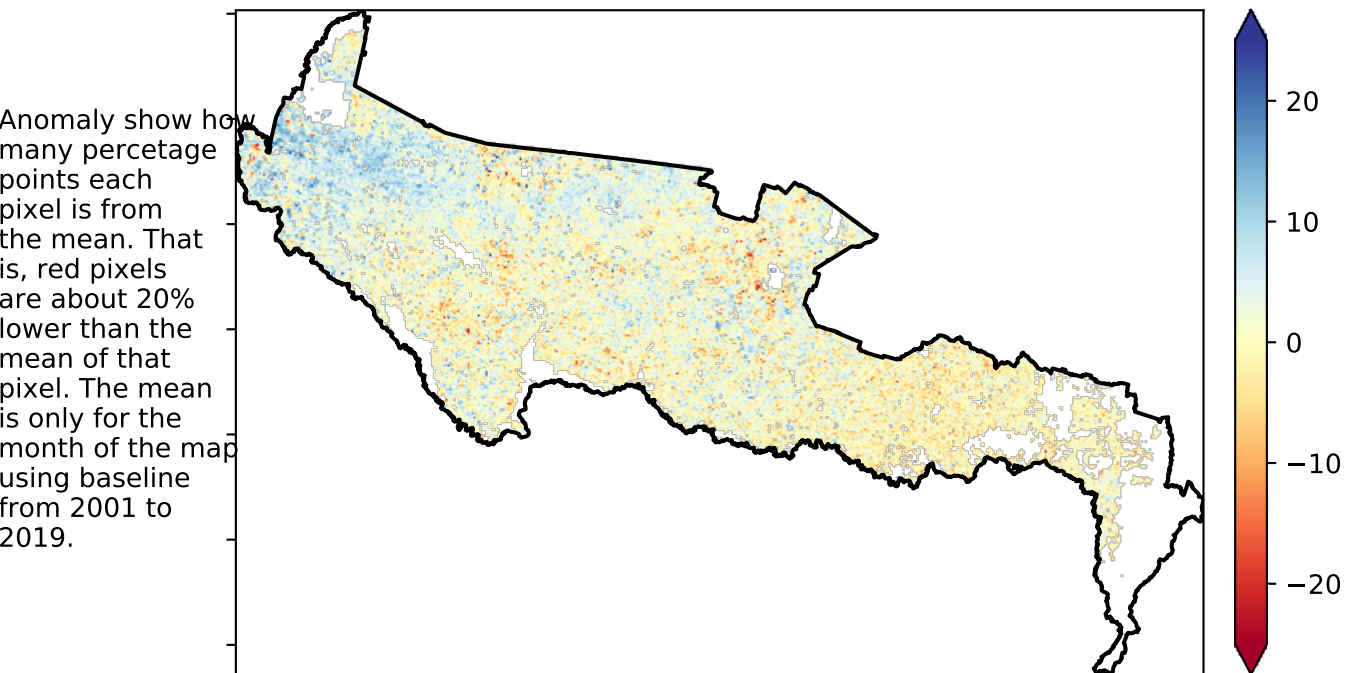 Anomaly show how
many percetage
points each
pixel is from
the mean. That
is, red pixels
are about 20%
lower than the
mean of that
pixel. The mean
is only for the
month of the map
using baseline
from 2001 to
2019.
20
10
0
−10
−20